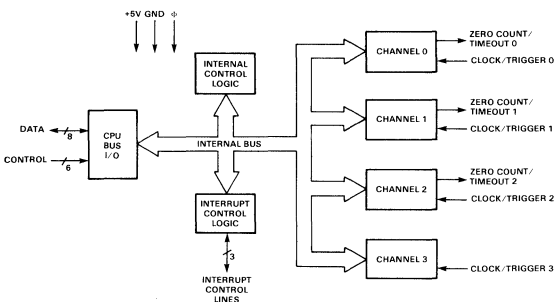 +5V GND Φ
INTERNAL
CONTROL
LOGIC
CHANNEL 0
ZERO COUNT/
TIMEOUT 0
CLOCK/TRIGGER 0
DATA
8
CONTROL
6
CPU
BUS
I/O
INTERNAL BUS
CHANNEL 1
ZERO COUNT/
TIMEOUT 1
CLOCK/TRIGGER 1
INTERRUPT
CONTROL
LOGIC
3
INTERRUPT
CONTROL
LINES
CHANNEL 2
ZERO COUNT/
TIMEOUT 2
CLOCK/TRIGGER 2
CHANNEL 3
CLOCK/TRIGGER 3